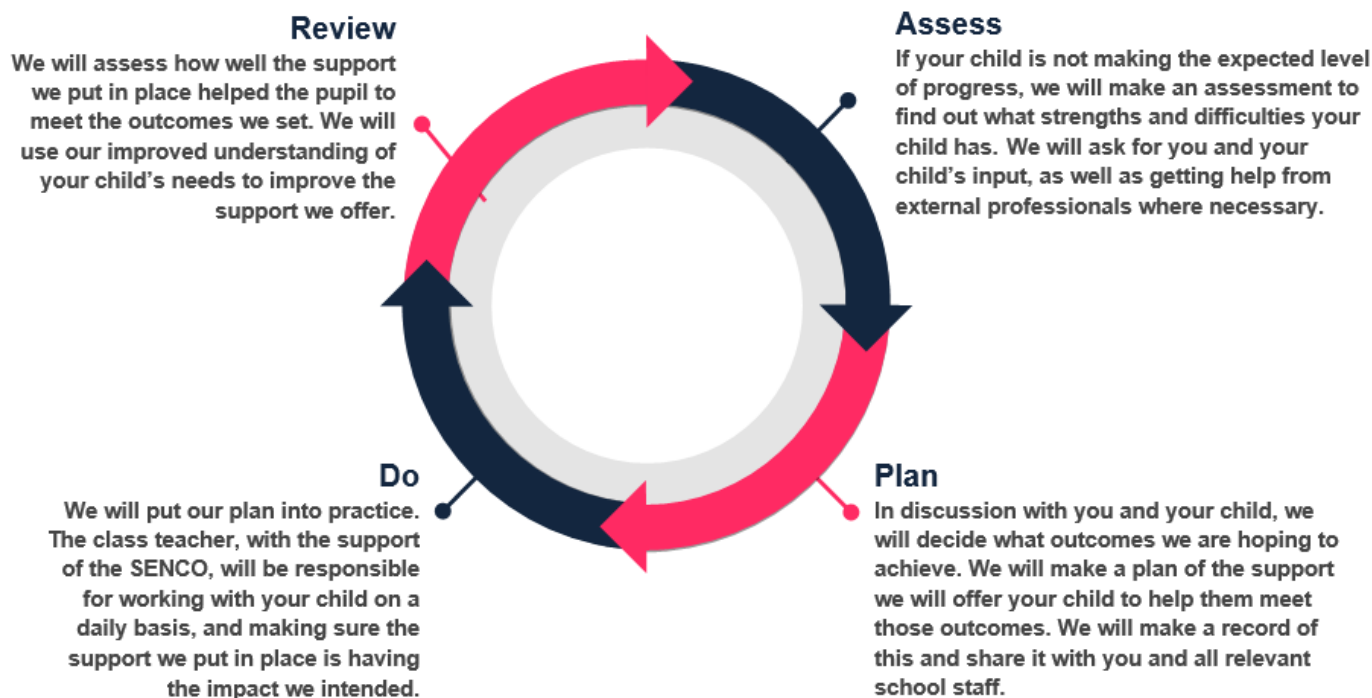 Review
We will assess how well the support
we put in place helped the pupil to
meet the outcomes we set. We will
use our improved understanding of
your child's needs to improve the
support we offer.
Assess
If your child is not making the expected level
of progress, we will make an assessment to
find out what strengths and difficulties your
child has. We will ask for you and your
child's input, as well as getting help from
external professionals where necessary.
Do
We will put our plan into practice.
The class teacher, with the support
of the SENCO, will be responsible
for working with your child on a
daily basis, and making sure the
support we put in place is having
the impact we intended.
Plan
In discussion with you and your child, we
will decide what outcomes we are hoping to
achieve. We will make a plan of the support
we will offer your child to help them meet
those outcomes. We will make a record of
this and share it with you and all relevant
school staff.